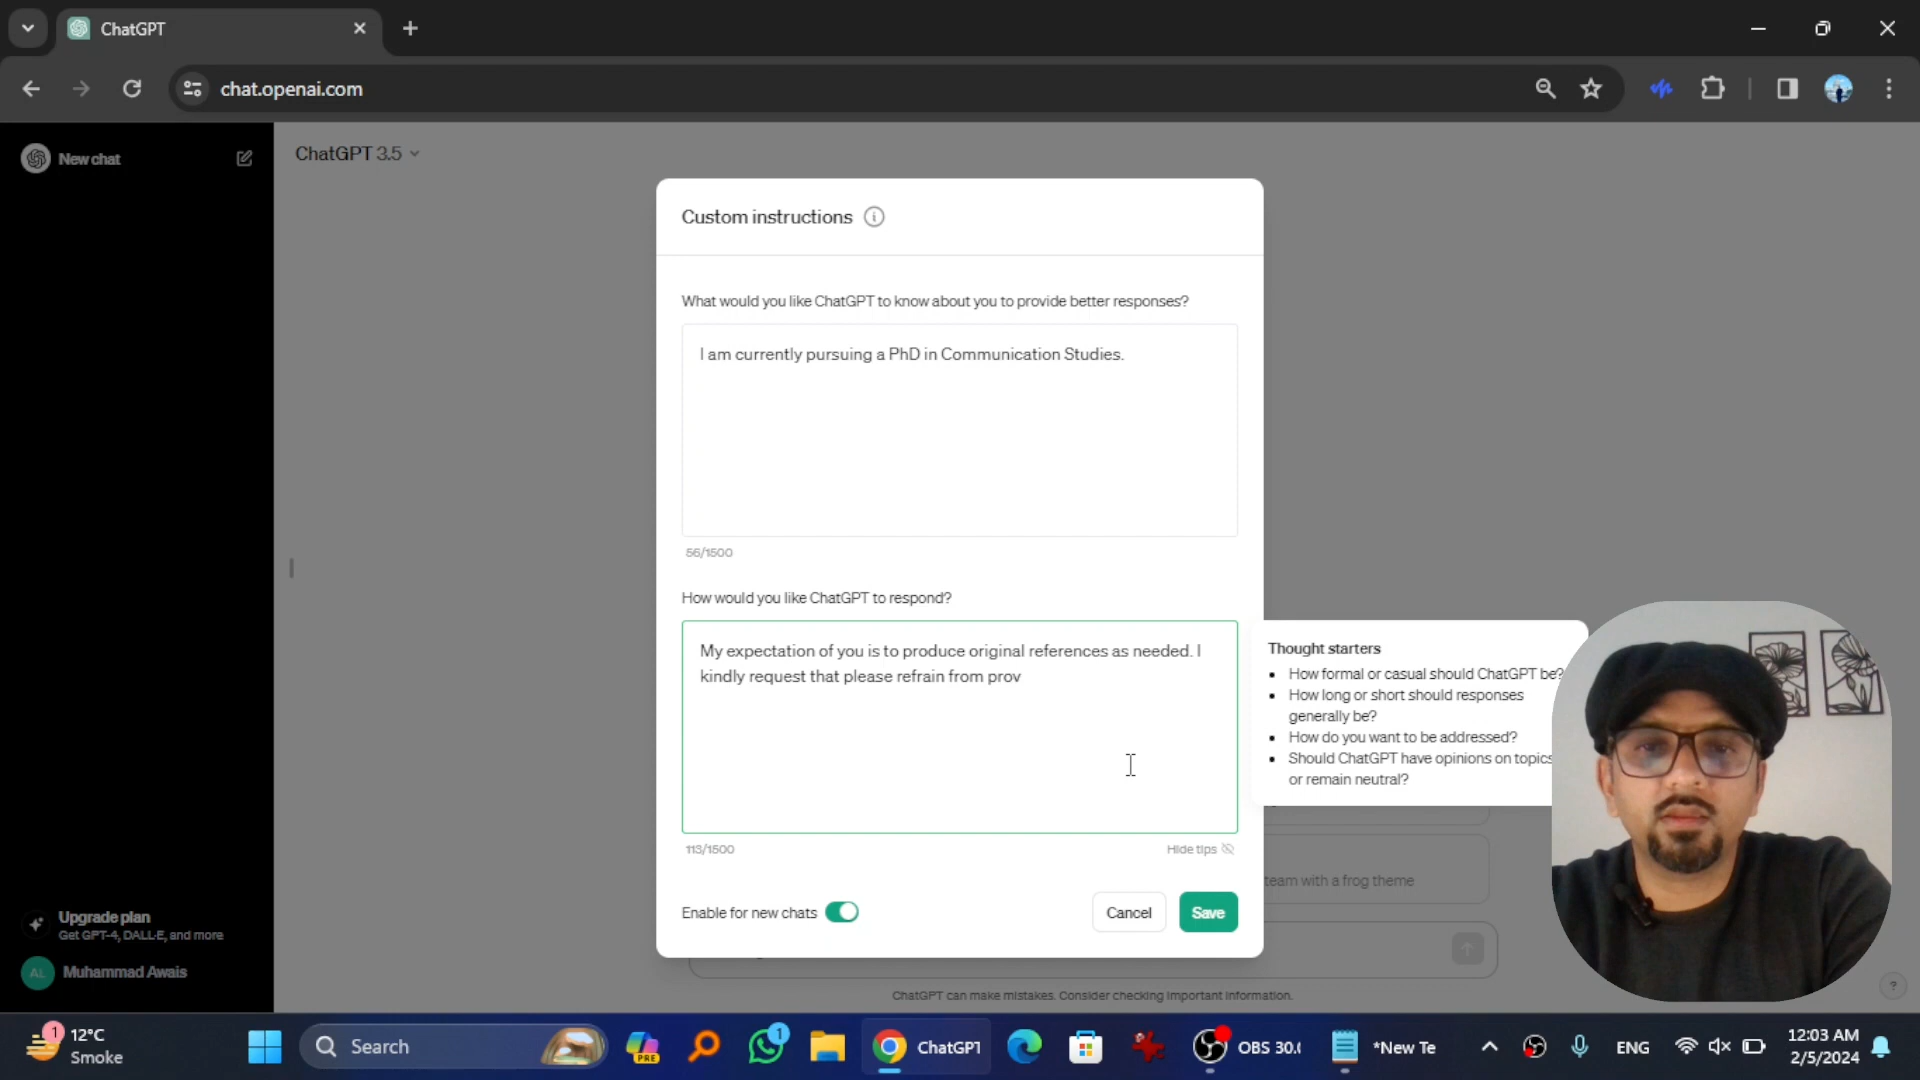 ChatGPT
chat.openai.com
New chat
ChatGPT 3.5
Custom instructions
What would you like ChatGPT to know about you to provide better responses?
I am currently pursuing a PhD in Communication Studies.
56/1500
How would you like ChatGPT to respond?
My expectation of you is to produce original references as needed. I
kindly request that please refrain from prov
113/1500
Hide tips
Thought starters
How formal or casual should ChatGPT be?
How long or short should responses
generally be?
How do you want to be addressed?
Should ChatGPT have opinions on topics
or remain neutral?
team with a frog theme
Enable for new chats
Cancel
Save
Upgrade plan
Get GPT-4, DALL·E, and more
AL
Muhammad Awais
ChatGPT can make mistakes. Consider checking important information.
?
1
12°C
Smoke
Search
PRE
1
ChatGPT
OBS 30.(
*New Te
ENG
12:03 AM
2/5/2024